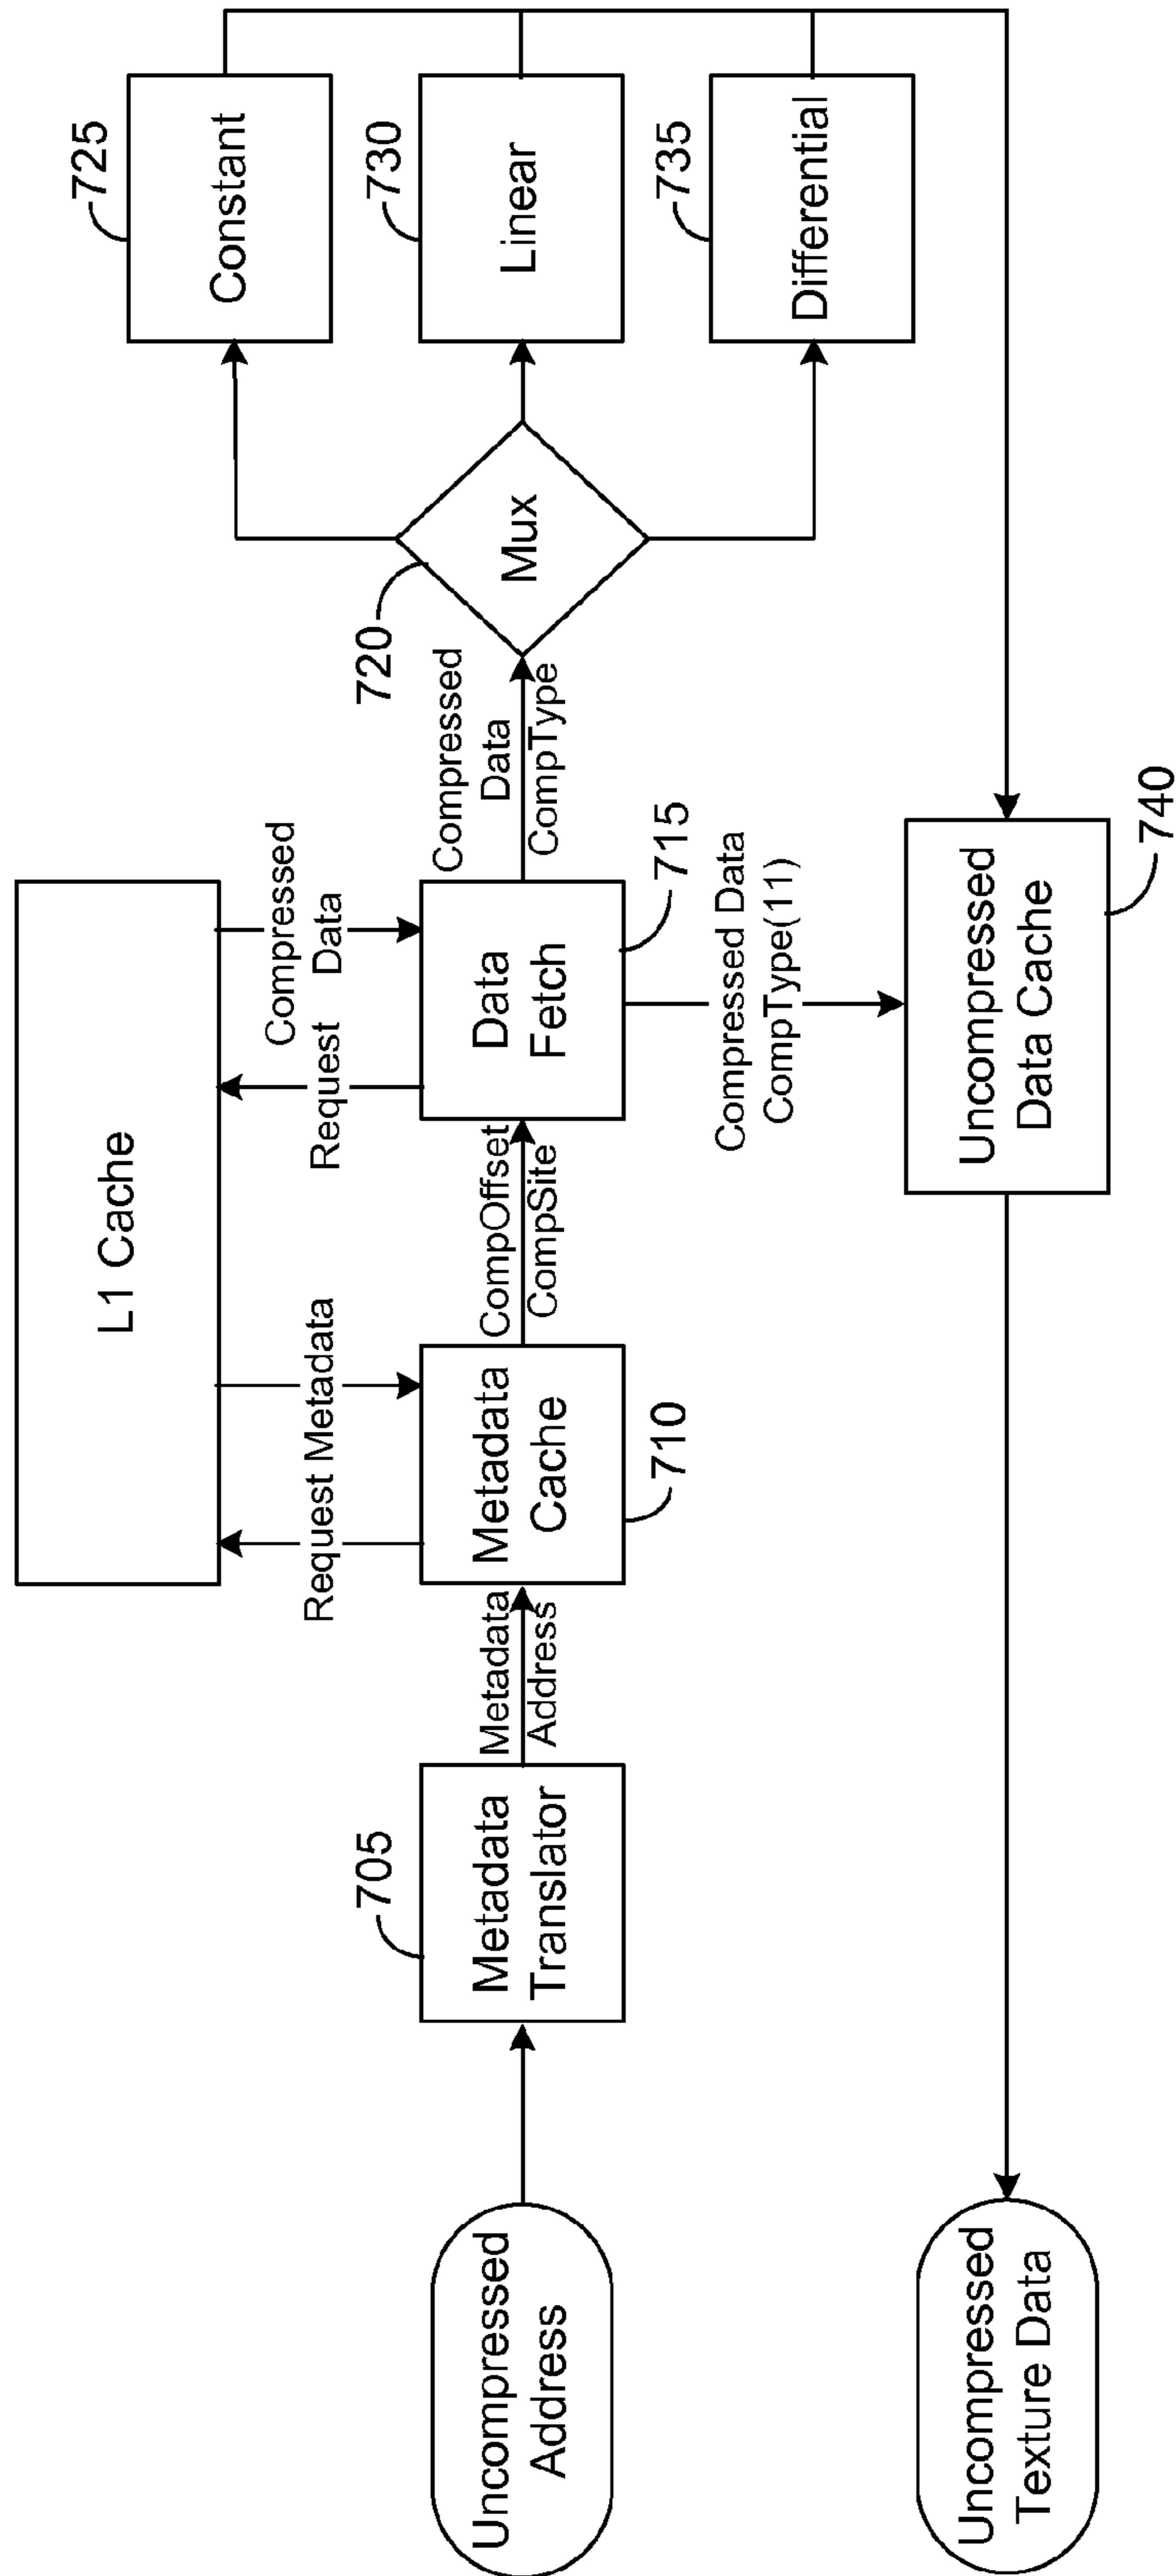 L1 Cache
Request Metadata
Request
Compressed
Data
Uncompressed
Address
705
Metadata
Translator
Metadata
Address
Metadata
Cache
710
CompOffset
CompSite
Data
Fetch
715
Compressed
Data
CompType
720
Mux
725
Constant
730
Linear
735
Differential
Compressed Data
CompType(11)
Uncompressed
Data Cache
740
Uncompressed
Texture Data